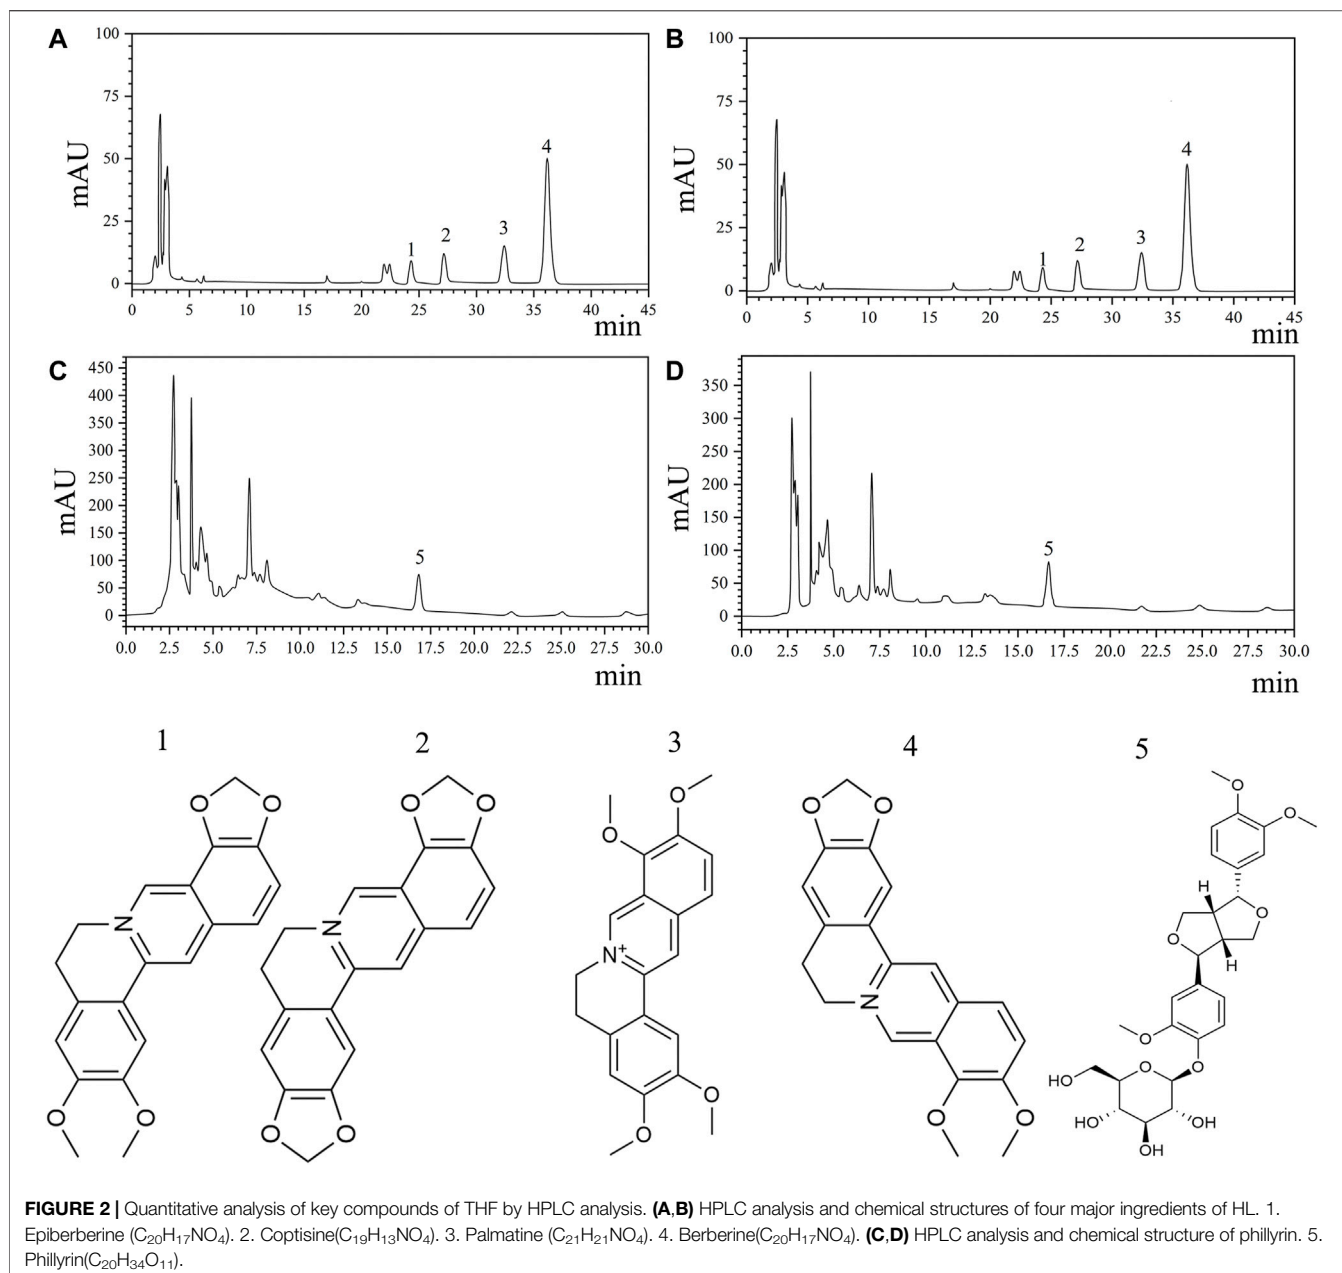 A
100
75
50
25
0
mAU
1
2
3
4
0 5 10 15 20 25 30 35 40 45
min
B
100
75
50
25
0
mAU
1
2
3
4
0 5 10 15 20 25 30 35 40 45
min
C
450
400
350
300
250
200
150
100
50
0
mAU
5
0.0 2.5 5.0 7.5 10.0 12.5 15.0 17.5 20.0 22.5 25.0 27.5 30.0
min
D
350
300
250
200
150
100
50
0
mAU
5
0.0 2.5 5.0 7.5 10.0 12.5 15.0 17.5 20.0 22.5 25.0 27.5 30.0
min
1
O O
N
O O
2
O O
N
O O
3
O
O
N+
O
O
4
O O
N
O O
5
O
O
H
O
O
H
O
O
O
HO
HO
OH
OH
FIGURE 2 | Quantitative analysis of key compounds of THF by HPLC analysis. (A,B) HPLC analysis and chemical structures of four major ingredients of HL. 1.
Epiberberine (C₂₀H₁₇NO₄). 2. Coptisine(C₁₉H₁₃NO₄). 3. Palmatine (C₂₁H₂₁NO₄). 4. Berberine(C₂₀H₁₇NO₄). (C,D) HPLC analysis and chemical structure of phillyrin. 5.
Phillyrin(C₂₀H₃₄O₁₁).